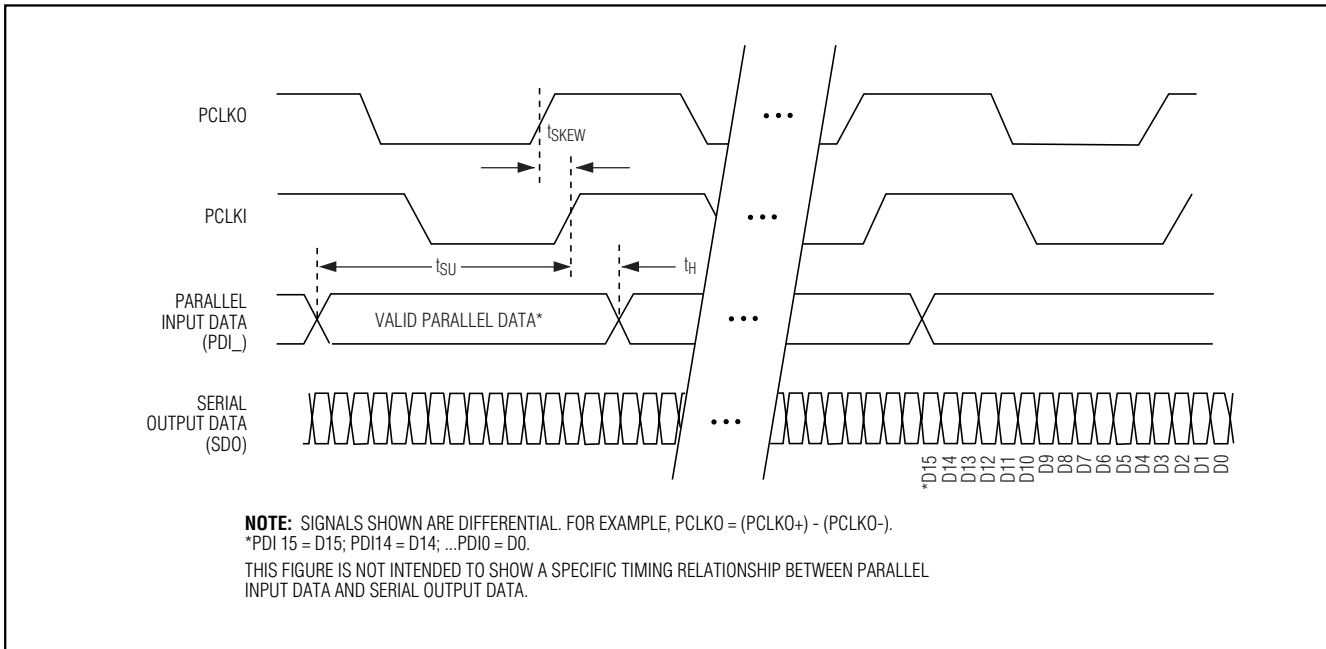 PCLKO
tSKEW
PCLKI
tSU
tH
PARALLEL
INPUT DATA
(PDI_)
VALID PARALLEL DATA*
SERIAL
OUTPUT DATA
(SDO)
*D15
D14
D13
D12
D11
D10
D9
D8
D7
D6
D5
D4
D3
D2
D1
D0
NOTE: SIGNALS SHOWN ARE DIFFERENTIAL. FOR EXAMPLE, PCLKO = (PCLKO+) - (PCLKO-).
*PDI 15 = D15; PDI14 = D14; ...PDI0 = D0.
THIS FIGURE IS NOT INTENDED TO SHOW A SPECIFIC TIMING RELATIONSHIP BETWEEN PARALLEL
INPUT DATA AND SERIAL OUTPUT DATA.